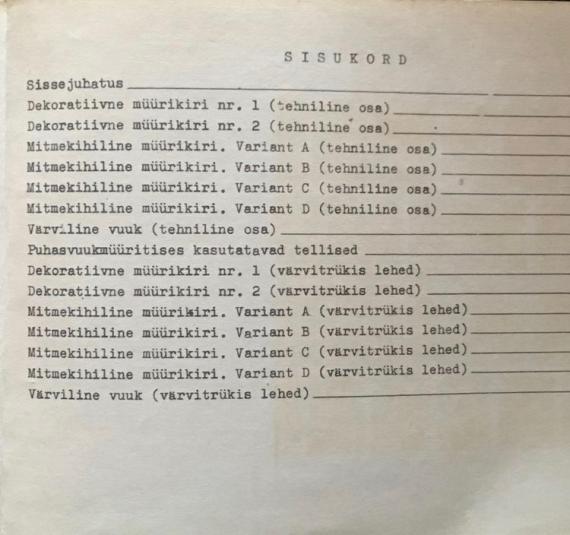 SISUKORD
Sissejuhatus
Dekoratiivne müürikiri nr. 1 (tehniline osa)
Dekoratiivne müürikiri nr. 2 (tehniline osa)
Mitmekihiline müürikiri. Variant A (tehniline osa)
Mitmekihiline müürikiri. Variant B (tehniline osa)
Mitmekihiline müürikiri. Variant C (tehniline osa)
Mitmekihiline müürikiri. Variant D (tehniline osa)
Värviline vuuk (tehniline osa)
Puhasvuukmüüritises kasutatavad tellised
Dekoratiivne müürikiri nr. 1 (värvitrükis lehed)
Dekoratiivne müürikiri nr. 2 (värvitrükis lehed)
Mitmekihiline müürikiri. Variant A (värvitrükis lehed)
Mitmekihiline müürikiri. Variant B (värvitrükis lehed)
Mitmekihiline müürikiri. Variant C (värvitrükis lehed)
Mitmekihiline müürikiri. Variant D (värvitrükis lehed)
Värviline vuuk (värvitrükis lehed)